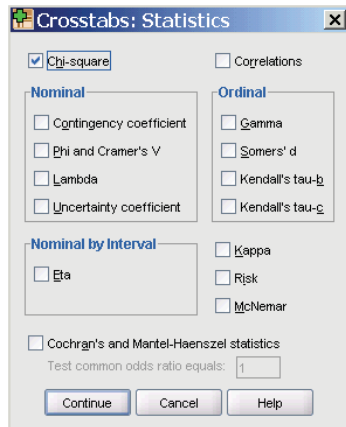 Crosstabs: Statistics
Chi-square
Correlations
Nominal
Contingency coefficient
Phi and Cramer's V
Lambda
Uncertainty coefficient
Ordinal
Gamma
Somers' d
Kendall's tau-b
Kendall's tau-c
Nominal by Interval
Eta
Kappa
Risk
McNemar
Cochran's and Mantel-Haenszel statistics
Test common odds ratio equals: 1
Continue Cancel Help